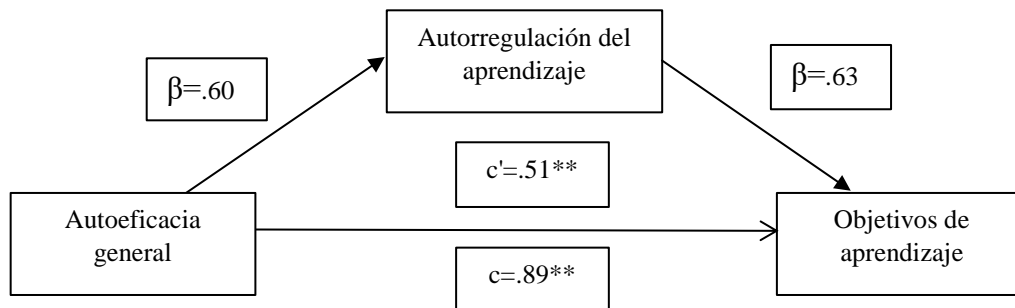 Autorregulación del
aprendizaje
β=.60
β=.63
c'=.51**
Autoeficacia
general
Objetivos de
aprendizaje
c=.89**